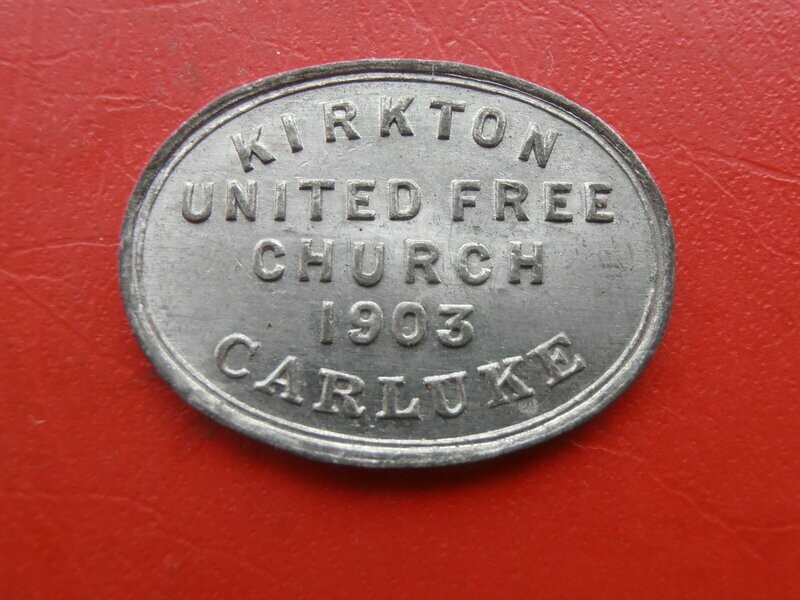 KIRKTON
UNITED FREE
CHURCH
1903
CARLUKE